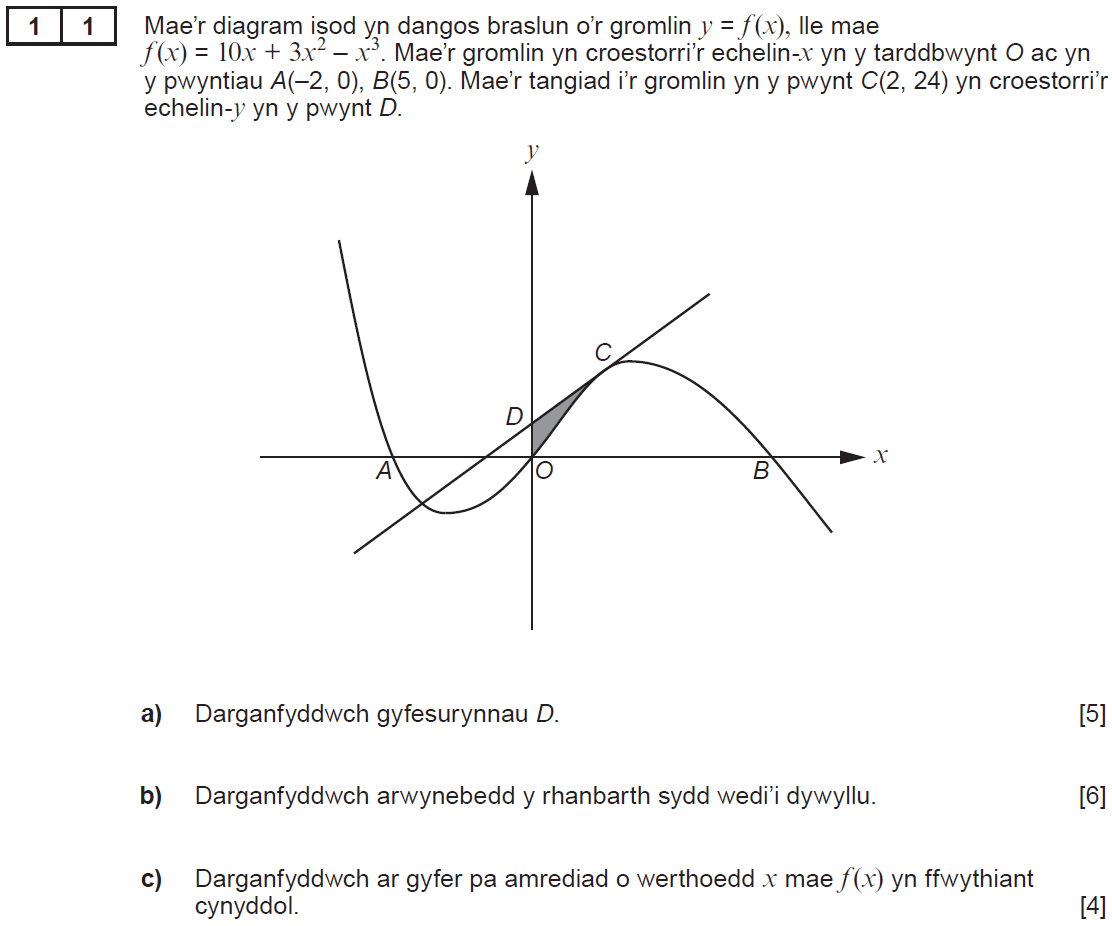 1 1 Mae'r diagram isod yn dangos braslun o'r gromlin y = f(x), lle mae
f(x) = 10x + 3x² – x³. Mae'r gromlin yn croestorri'r echelin-x yn y tarddbwynt O ac yn
y pwyntiau A(–2, 0), B(5, 0). Mae'r tangiad i'r gromlin yn y pwynt C(2, 24) yn croestorri'r
echelin-y yn y pwynt D.
y
C
D
A
O
B
x
a) Darganfyddwch gyfesurynnau D. [5]
b) Darganfyddwch arwynebedd y rhanbarth sydd wedi'i dywyllu. [6]
c) Darganfyddwch ar gyfer pa amrediad o werthoedd x mae f(x) yn ffwythiant
cynyddol. [4]